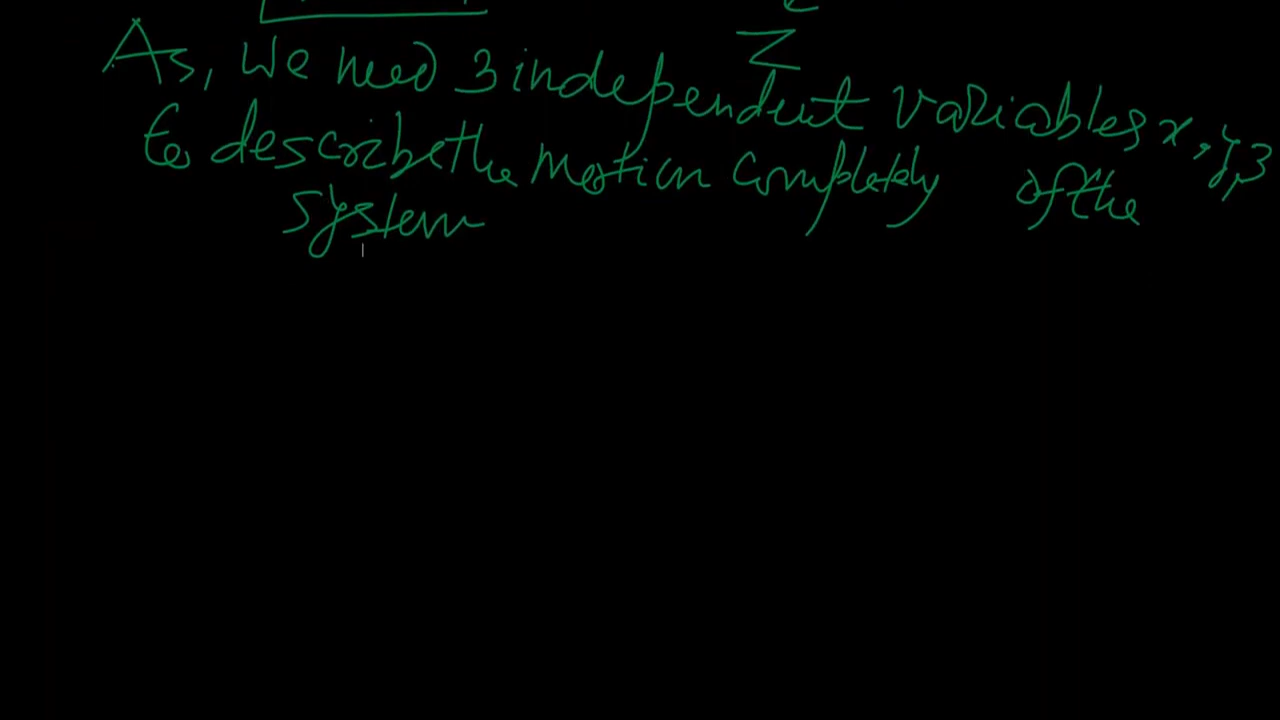 Z
As, we need 3 independent variables x, y, z
to describe the motion completely of the
system